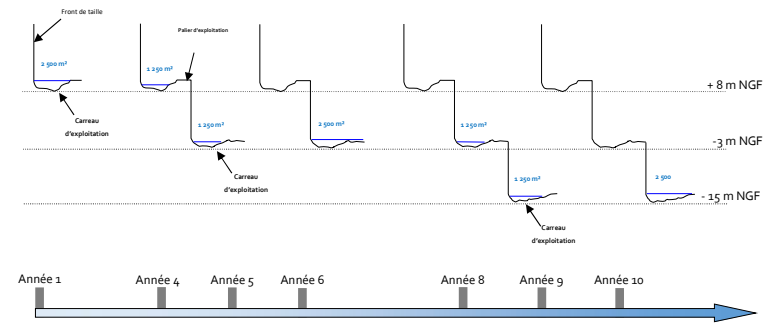 Front de taille
Palier d'exploitation
2 500 m²
1 250 m²
+ 8 m NGF
Carreau
d'exploitation
1 250 m²
2 500 m²
1 250 m²
-3 m NGF
Carreau
d'exploitation
1 250 m²
2 500
- 15 m NGF
Carreau
d'exploitation
Année 1
Année 4
Année 5
Année 6
Année 8
Année 9
Année 10